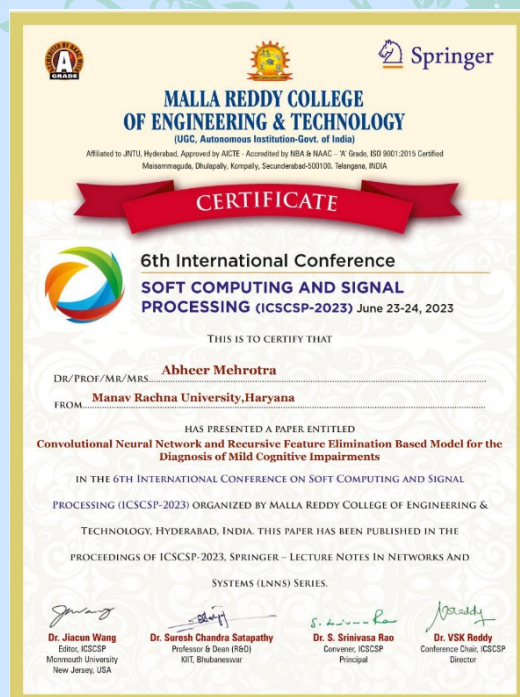 ACCREDITED BY NAAC WITH
A
GRADE
Springer
MALLA REDDY COLLEGE
OF ENGINEERING & TECHNOLOGY
(UGC, Autonomous Institution-Govt. of India)
Affiliated to JNTU, Hyderabad, Approved by AICTE - Accredited by NBA & NAAC – 'A' Grade, ISO 9001:2015 Certified
Maisammaguda, Dhulapally, Kompally, Secunderabad-500100, Telangana, INDIA
CERTIFICATE
6th International Conference
SOFT COMPUTING AND SIGNAL
PROCESSING (ICSCSP-2023) June 23-24, 2023
THIS IS TO CERTIFY THAT
DR/PROF/MR/MRS Abheer Mehrotra
FROM Manav Rachna University,Haryana
HAS PRESENTED A PAPER ENTITLED
Convolutional Neural Network and Recursive Feature Elimination Based Model for the
Diagnosis of Mild Cognitive Impairments
IN THE 6TH INTERNATIONAL CONFERENCE ON SOFT COMPUTING AND SIGNAL
PROCESSING (ICSCSP-2023) ORGANIZED BY MALLA REDDY COLLEGE OF ENGINEERING &
TECHNOLOGY, HYDERABAD, INDIA. THIS PAPER HAS BEEN PUBLISHED IN THE
PROCEEDINGS OF ICSCSP-2023, SPRINGER – LECTURE NOTES IN NETWORKS AND
SYSTEMS (LNNS) SERIES.
S. Srinivasa Rao
Dr. Jiacun Wang
Editor, ICSCSP
Monmouth University
New Jersey, USA
Dr. Suresh Chandra Satapathy
Professor & Dean (R&D)
KIIT, Bhubaneswar
Dr. S. Srinivasa Rao
Convener, ICSCSP
Principal
Dr. VSK Reddy
Conference Chair, ICSCSP
Director